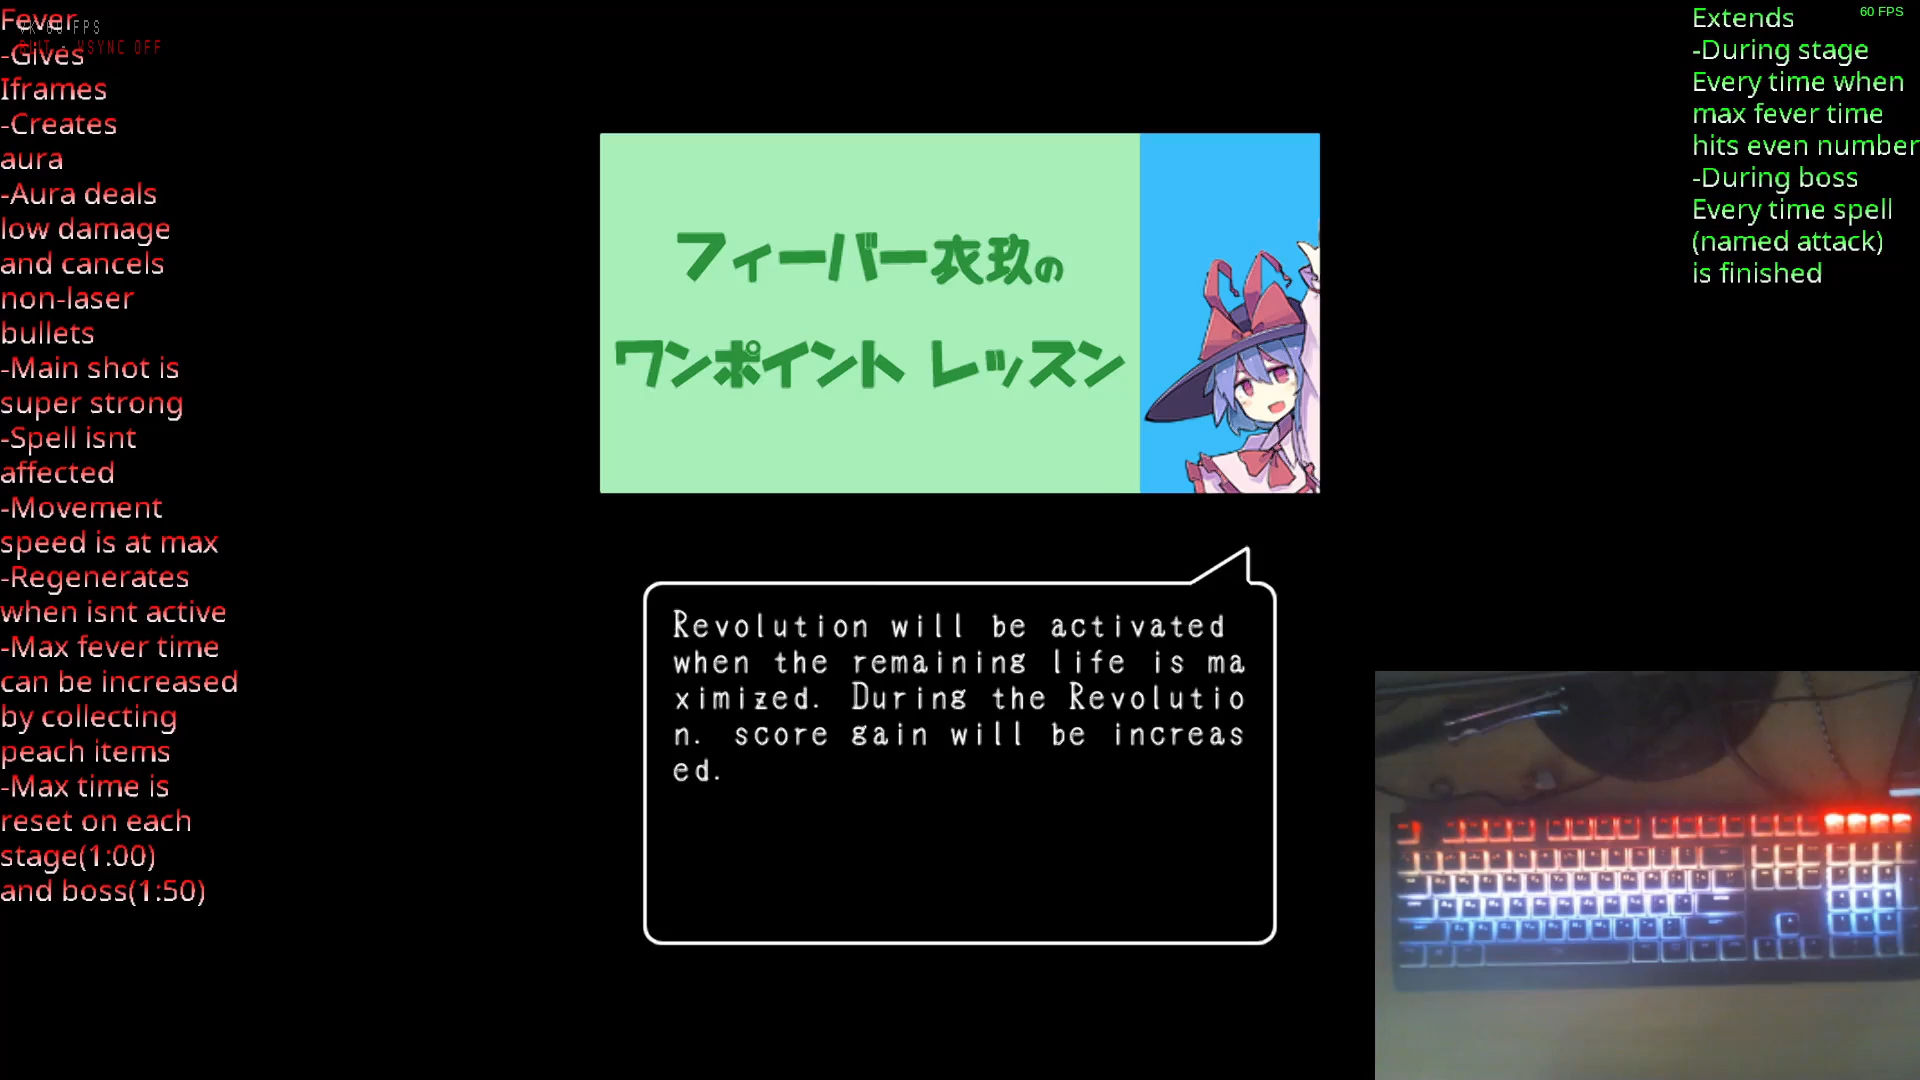 Fever
-Gives
Iframes
-Creates
aura
-Aura deals
low damage
and cancels
non-laser
bullets
-Main shot is
super strong
-Spell isnt
affected
-Movement
speed is at max
-Regenerates
when isnt active
-Max fever time
can be increased
by collecting
peach items
-Max time is
reset on each
stage(1:00)
and boss(1:50)
FPS
VSYNC OFF
フィーバー衣玖の
ワンポイント レッスン
Revolution will be activated
when the remaining life is ma
ximized. During the Revolutio
n. score gain will be increas
ed.
60 FPS
Extends
-During stage
Every time when
max fever time
hits even number
-During boss
Every time spell
(named attack)
is finished